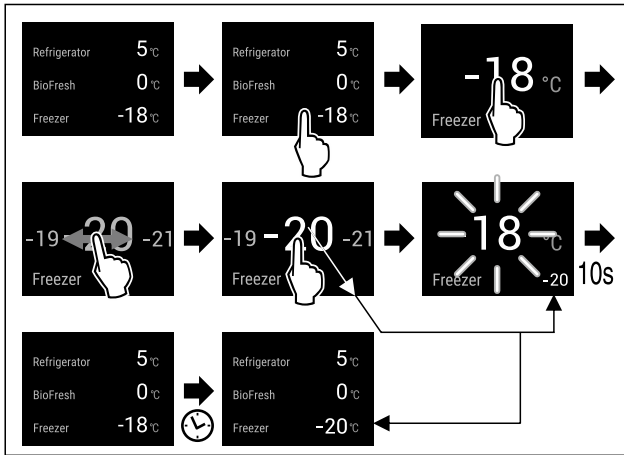 Refrigerator 5 °C
BioFresh 0 °C
Freezer -18 °C
Refrigerator 5 °C
BioFresh 0 °C
Freezer -18 °C
-18 °C
Freezer
-19 -20 -21
Freezer
-19 -20 -21
Freezer
-18 °C
Freezer -20
10s
Refrigerator 5 °C
BioFresh 0 °C
Freezer -18 °C
Refrigerator 5 °C
BioFresh 0 °C
Freezer -20 °C